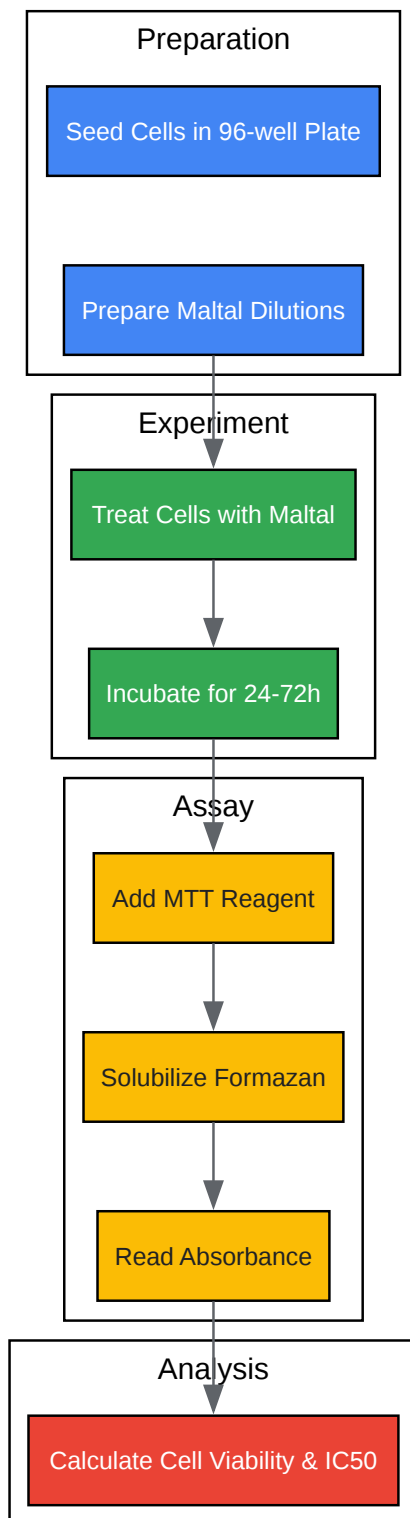 Preparation
Seed Cells in 96-well Plate
Prepare Maltal Dilutions
Experiment
Treat Cells with Maltal
Incubate for 24-72h
Assay
Add MTT Reagent
Solubilize Formazan
Read Absorbance
Analysis
Calculate Cell Viability & IC50